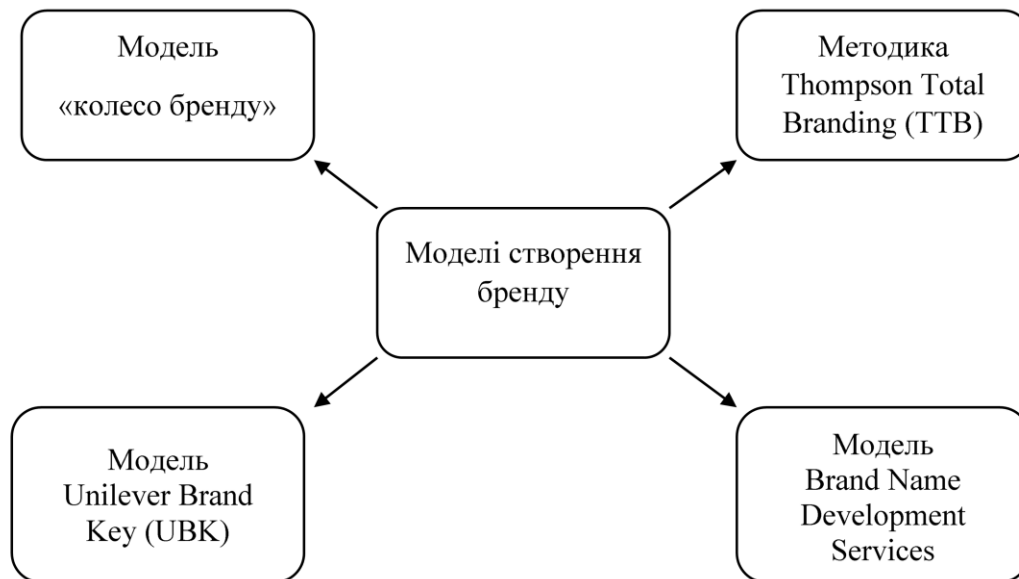 Модель
«колесо бренду»
Методика
Thompson Total
Branding (TTB)
Моделі створення
бренду
Модель
Unilever Brand
Key (UBK)
Модель
Brand Name
Development
Services